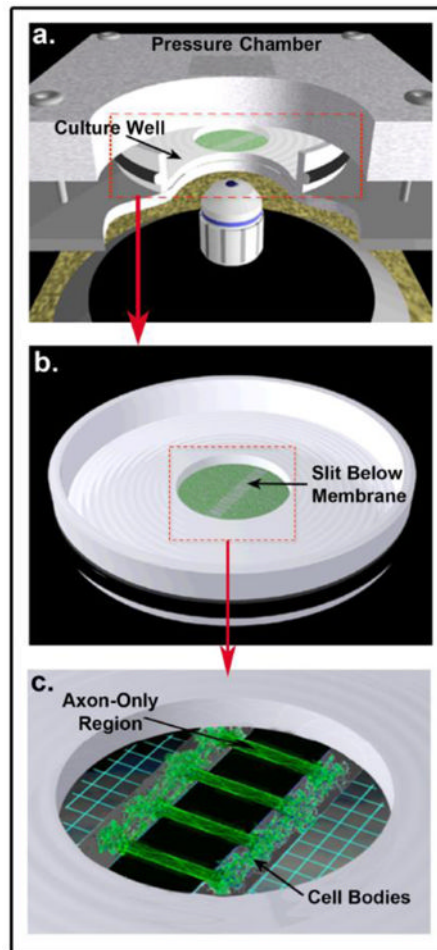 a.
Pressure Chamber
Culture Well
b.
Slit Below
Membrane
c.
Axon-Only
Region
Cell Bodies